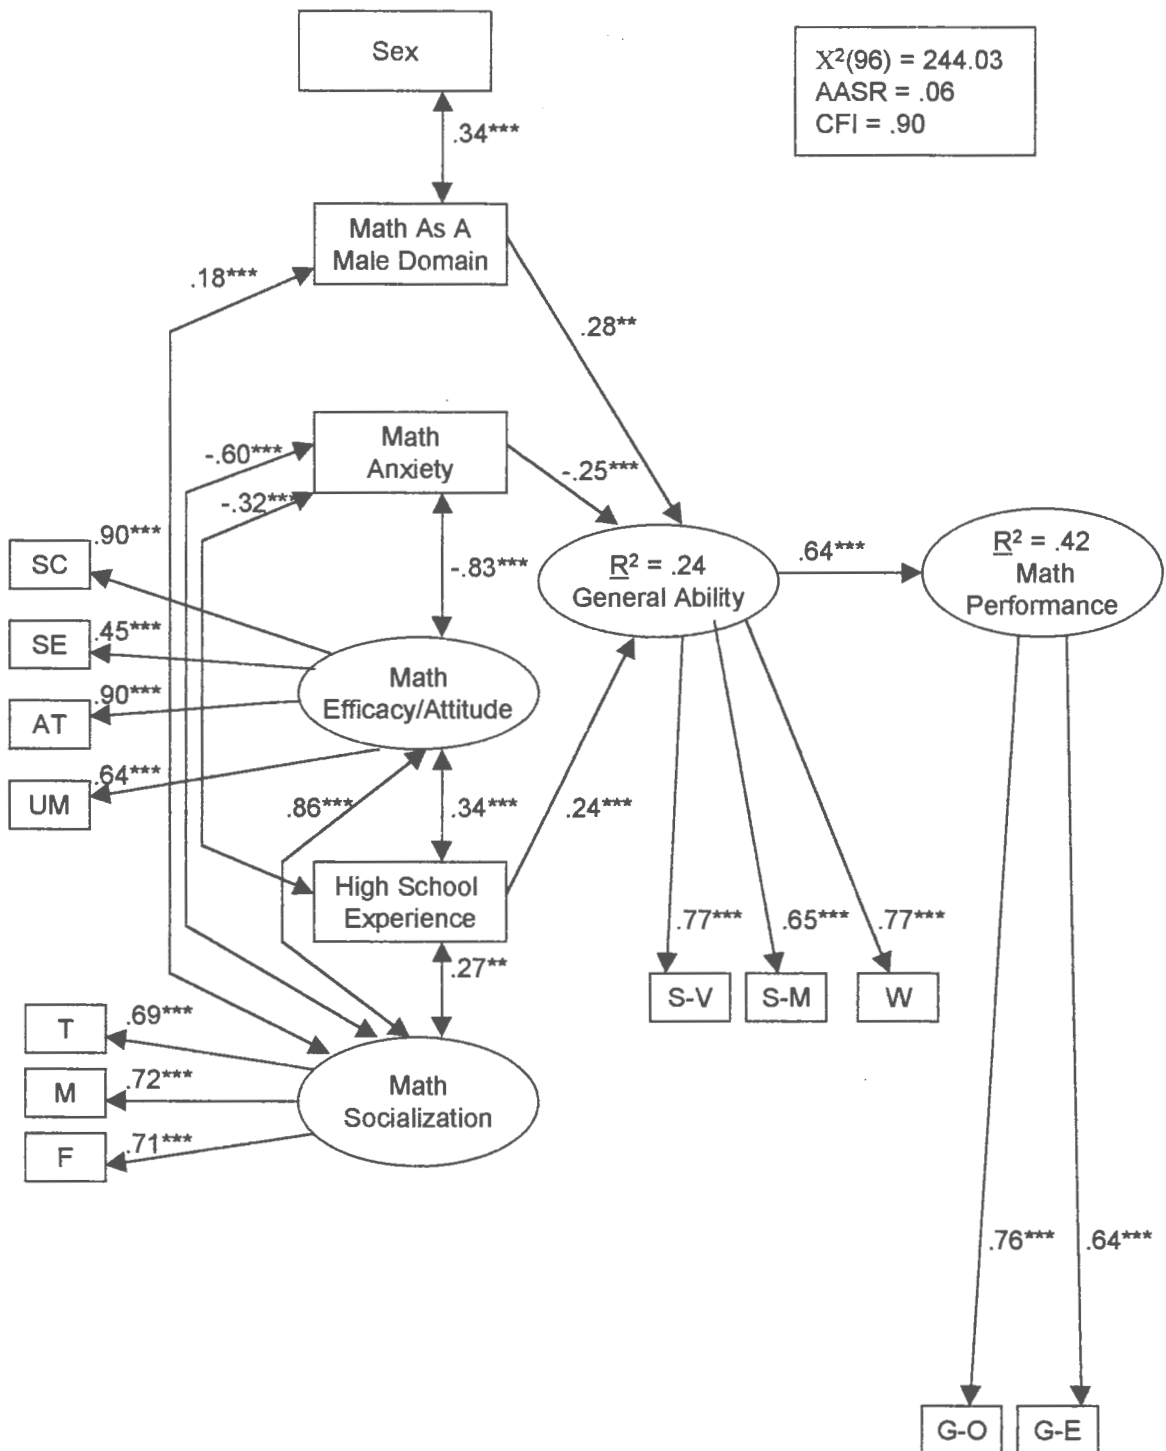 Sex
X²(96) = 244.03
AASR = .06
CFI = .90
.34***
Math As A
Male Domain
.18***
.28**
Math
Anxiety
-.60***
-.25***
-.32***
.90***
SC
-.83***
R² = .24
General Ability
.64***
R² = .42
Math
Performance
SE
.45***
Math
Efficacy/Attitude
AT
.90***
UM
.64***
.86***
.34***
.24***
High School
Experience
.77***
.65***
.77***
.27**
S-V
S-M
W
T
.69***
M
.72***
Math
Socialization
F
.71***
.76***
.64***
G-O
G-E